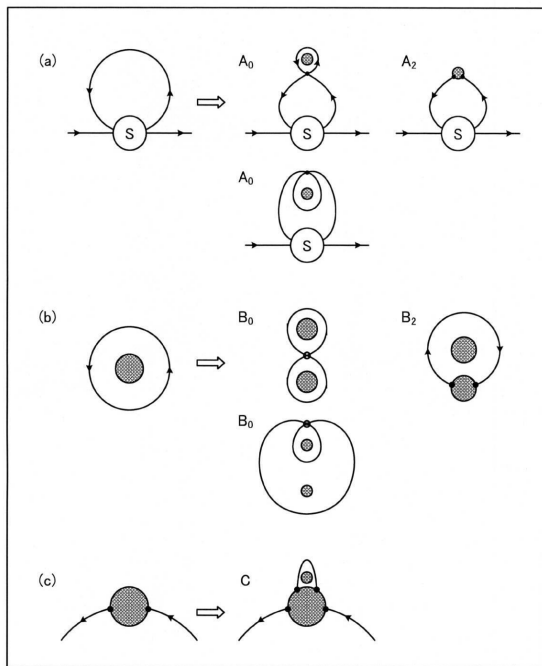 (a) A₀ A₂
S S S
A₀
S
(b) B₀ B₂
B₀
(c) C